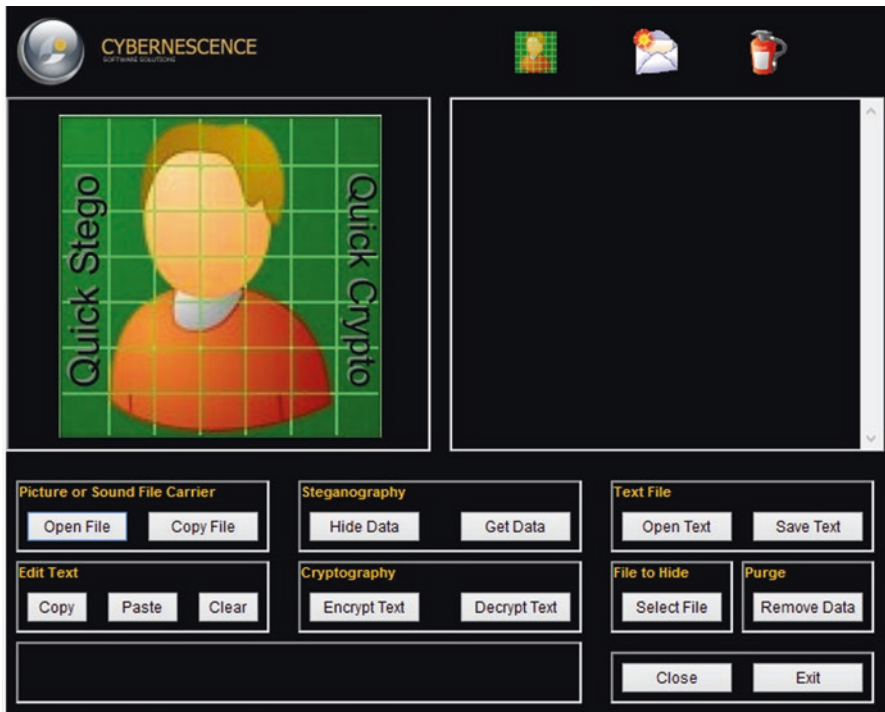 CYBERNESCENCE
SOFTWARE SOLUTIONS
Quick Stego
Quick Crypto
Picture or Sound File Carrier
Open File
Copy File
Steganography
Hide Data
Get Data
Text File
Open Text
Save Text
Edit Text
Copy
Paste
Clear
Cryptography
Encrypt Text
Decrypt Text
File to Hide
Select File
Purge
Remove Data
Close
Exit